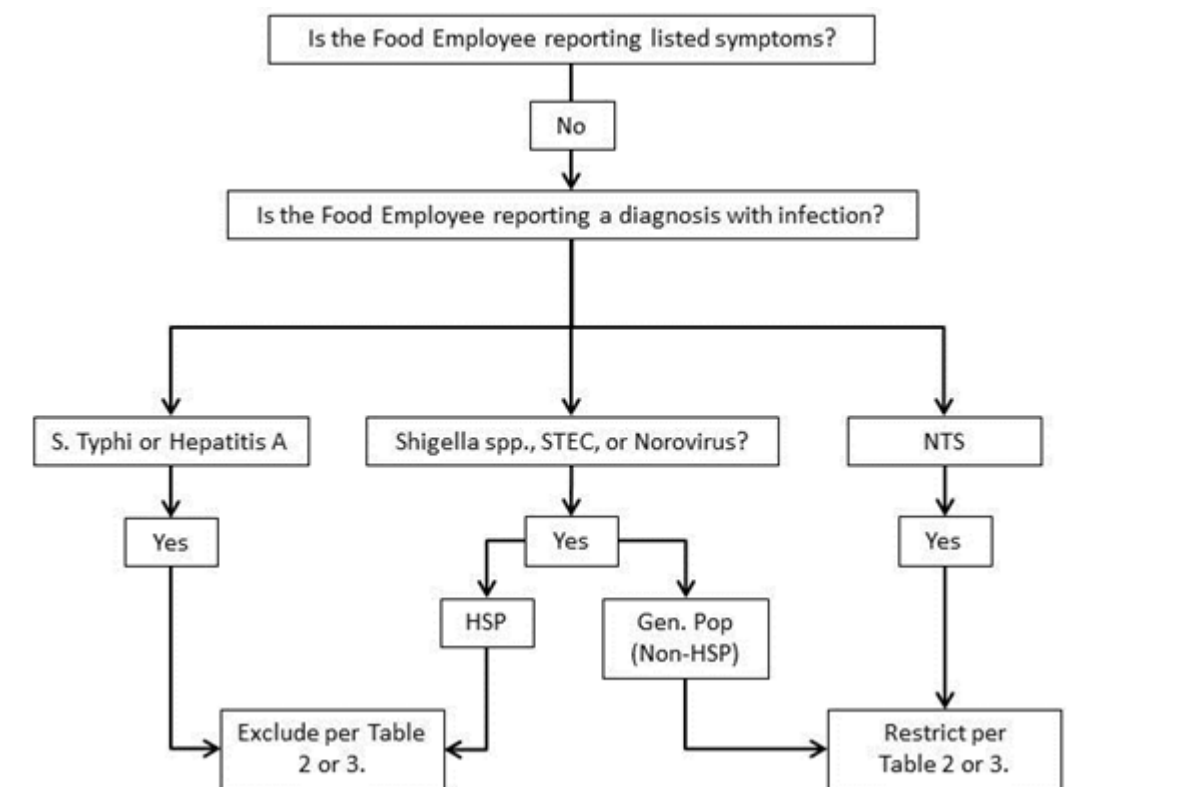 Is the Food Employee reporting listed symptoms?
No
Is the Food Employee reporting a diagnosis with infection?
S. Typhi or Hepatitis A
Shigella spp., STEC, or Norovirus?
NTS
Yes
Yes
Yes
HSP
Gen. Pop
(Non-HSP)
Exclude per Table
2 or 3.
Restrict per
Table 2 or 3.